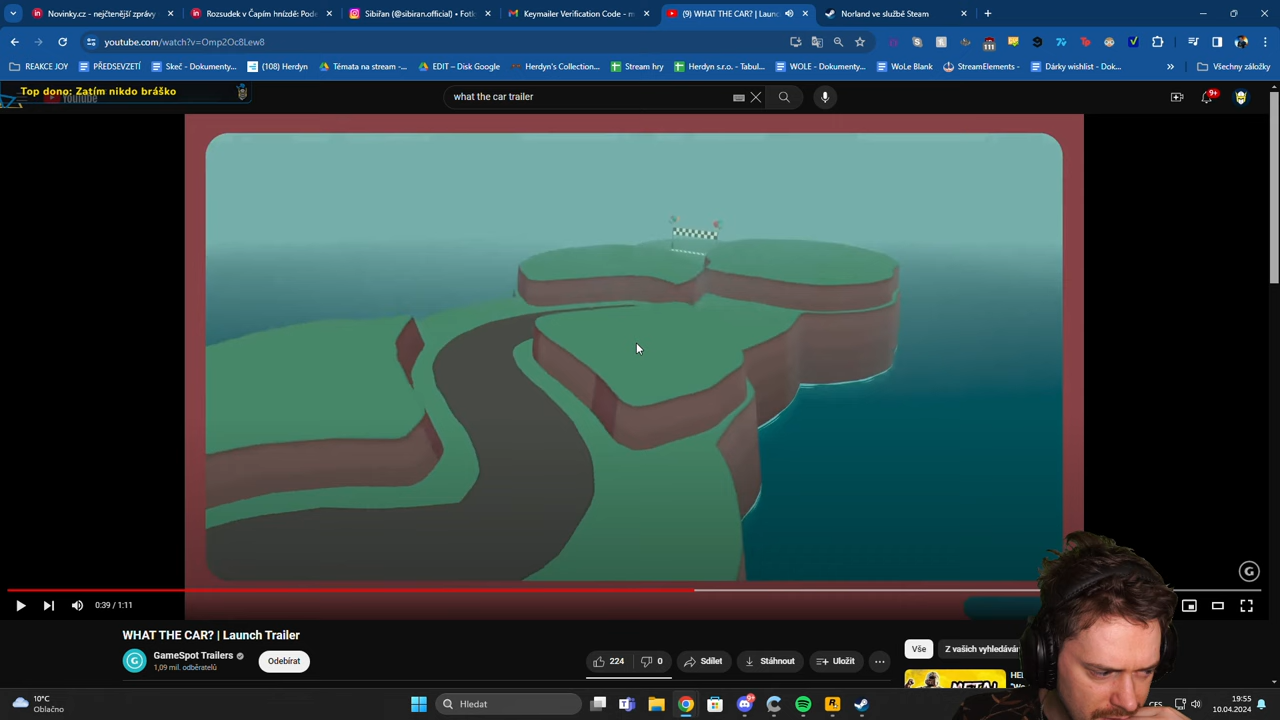 Novinky.cz - nejčtenější zprávy
Rozsudek v Čapím hnízdě: Pod
Sibiřan (@sibiran.official) • Fotk
Keymailer Verification Code - m
(9) WHAT THE CAR? | Launc
Norland ve službě Steam
youtube.com/watch?v=Omp2Oc8Lew8
REAKCE JOY
PŘEDSEVZETÍ
Skeč - Dokumenty...
(108) Herdyn
Témata na stream -...
EDIT – Disk Google
Herdyn's Collection...
Stream hry
Herdyn s.r.o. - Tabul...
WOLE - Dokumenty...
WoLe Blank
StreamElements -...
Dárky wishlist - Dok...
Všechny záložky
Top dono: Zatím nikdo bráško
what the car trailer
9+
0:39 / 1:11
WHAT THE CAR? | Launch Trailer
GameSpot Trailers
1,09 mil. odběratelů
Odebírat
224
0
Sdílet
Stáhnout
Uložit
Vše
Z vašich vyhledáván
10°C
Oblačno
Hledat
CES
19:55
10.04.2024